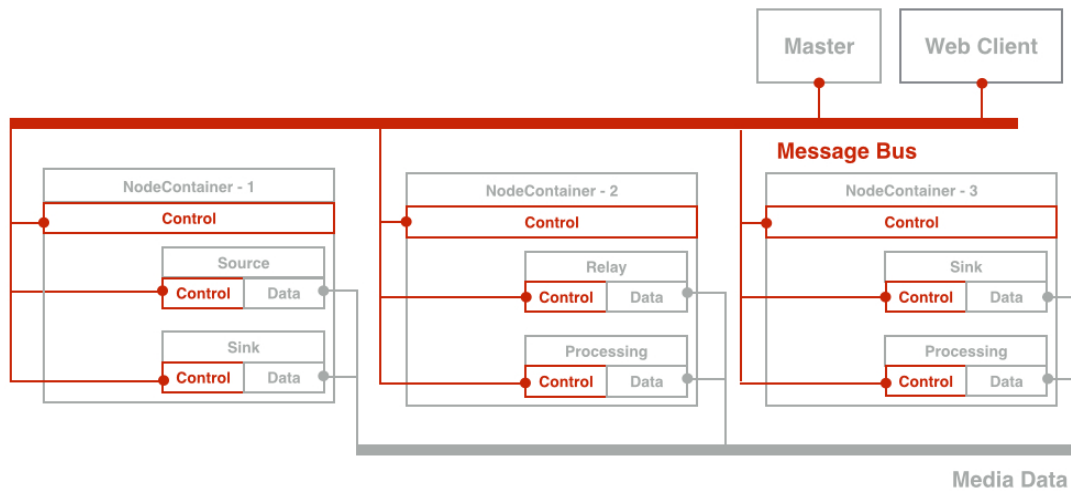 Master
Web Client
Message Bus
NodeContainer - 1
Control
Source
Control Data
Sink
Control Data
NodeContainer - 2
Control
Relay
Control Data
Processing
Control Data
NodeContainer - 3
Control
Sink
Control Data
Processing
Control Data
Media Data